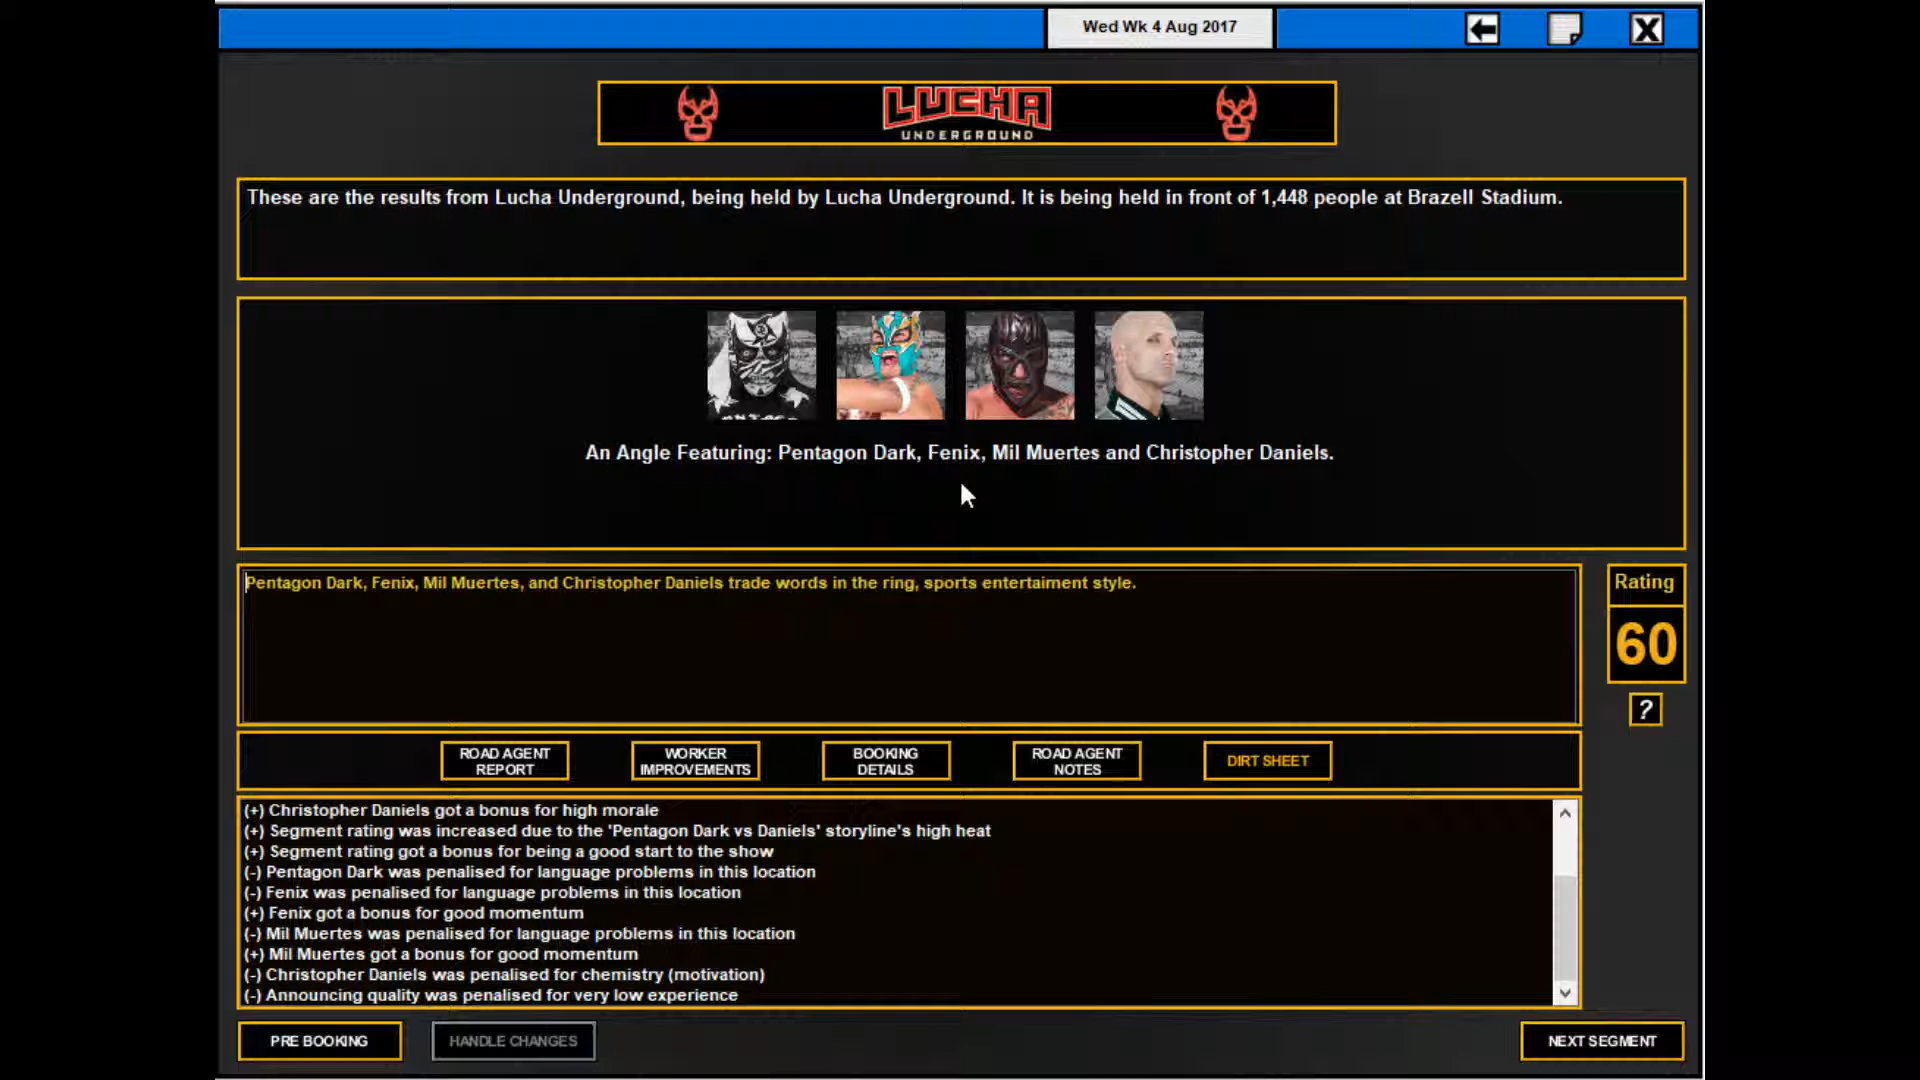 Wed Wk 4 Aug 2017
LUCHA
UNDERGROUND
These are the results from Lucha Underground, being held by Lucha Underground. It is being held in front of 1,448 people at Brazell Stadium.
An Angle Featuring: Pentagon Dark, Fenix, Mil Muertes and Christopher Daniels.
Pentagon Dark, Fenix, Mil Muertes, and Christopher Daniels trade words in the ring, sports entertaiment style.
Rating
60
?
ROAD AGENT REPORT
WORKER IMPROVEMENTS
BOOKING DETAILS
ROAD AGENT NOTES
DIRT SHEET
(+) Christopher Daniels got a bonus for high morale
(+) Segment rating was increased due to the 'Pentagon Dark vs Daniels' storyline's high heat
(+) Segment rating got a bonus for being a good start to the show
(-) Pentagon Dark was penalised for language problems in this location
(-) Fenix was penalised for language problems in this location
(+) Fenix got a bonus for good momentum
(-) Mil Muertes was penalised for language problems in this location
(+) Mil Muertes got a bonus for good momentum
(-) Christopher Daniels was penalised for chemistry (motivation)
(-) Announcing quality was penalised for very low experience
PRE BOOKING
HANDLE CHANGES
NEXT SEGMENT